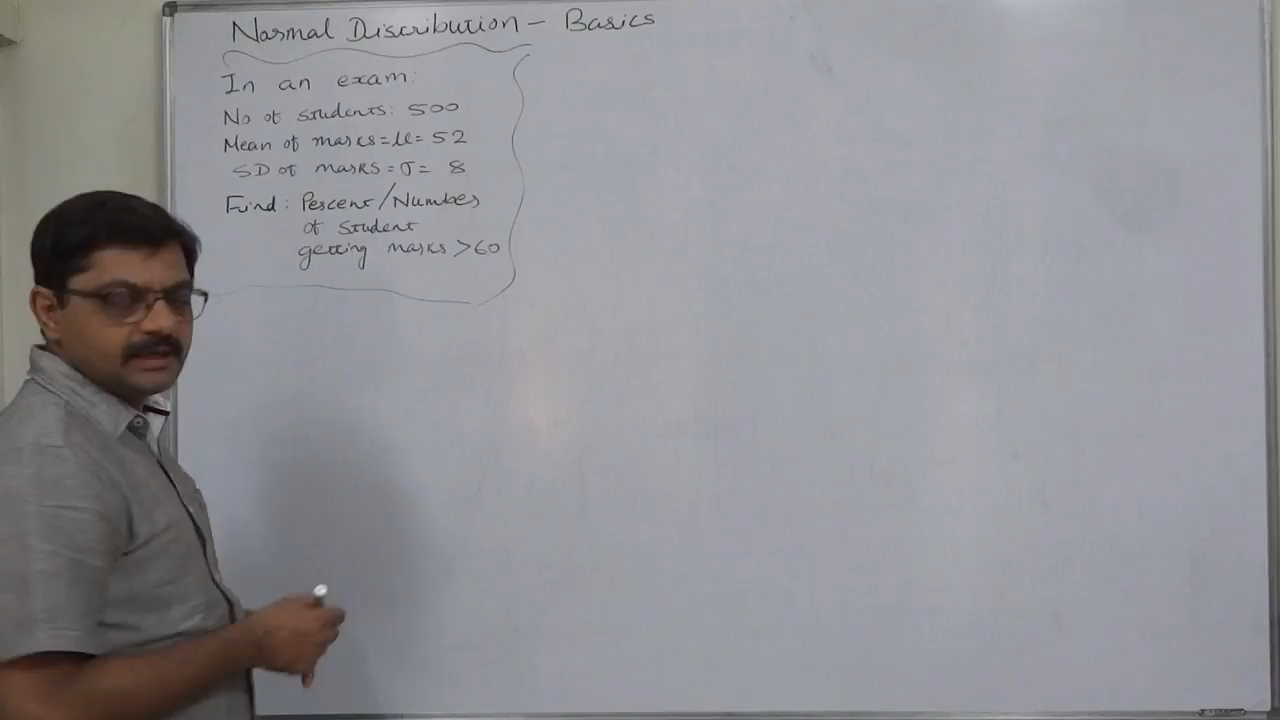 Normal Distribution - Basics
In an exam:
No of students: 500
Mean of marks = μ = 52
SD of marks = σ = 8
Find: Percent/Number
of student
getting marks > 60